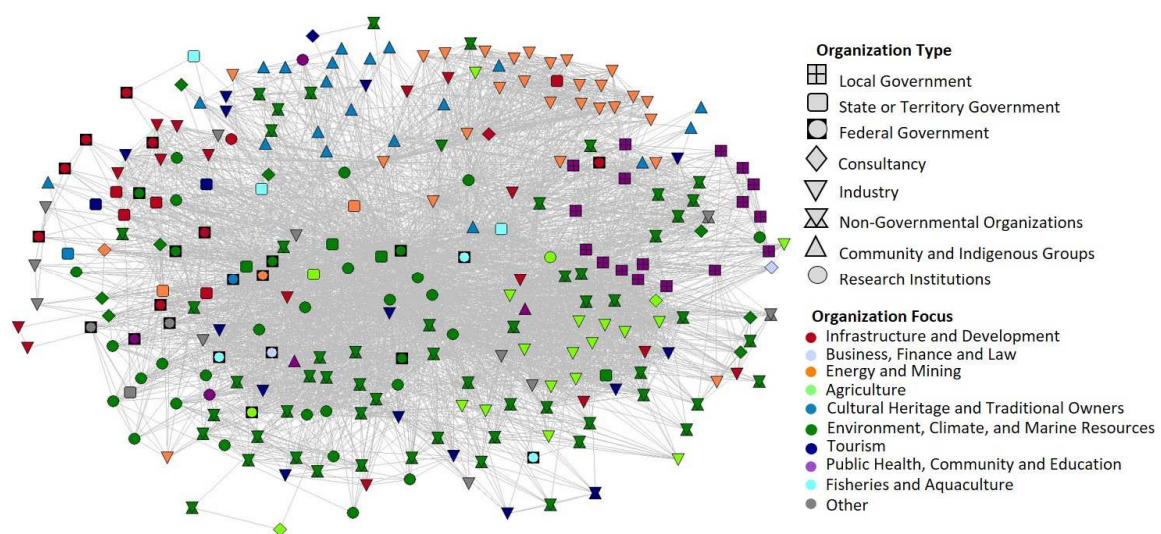 Organization Type
Local Government
State or Territory Government
Federal Government
Consultancy
Industry
Non-Governmental Organizations
Community and Indigenous Groups
Research Institutions
Organization Focus
Infrastructure and Development
Business, Finance and Law
Energy and Mining
Agriculture
Cultural Heritage and Traditional Owners
Environment, Climate, and Marine Resources
Tourism
Public Health, Community and Education
Fisheries and Aquaculture
Other